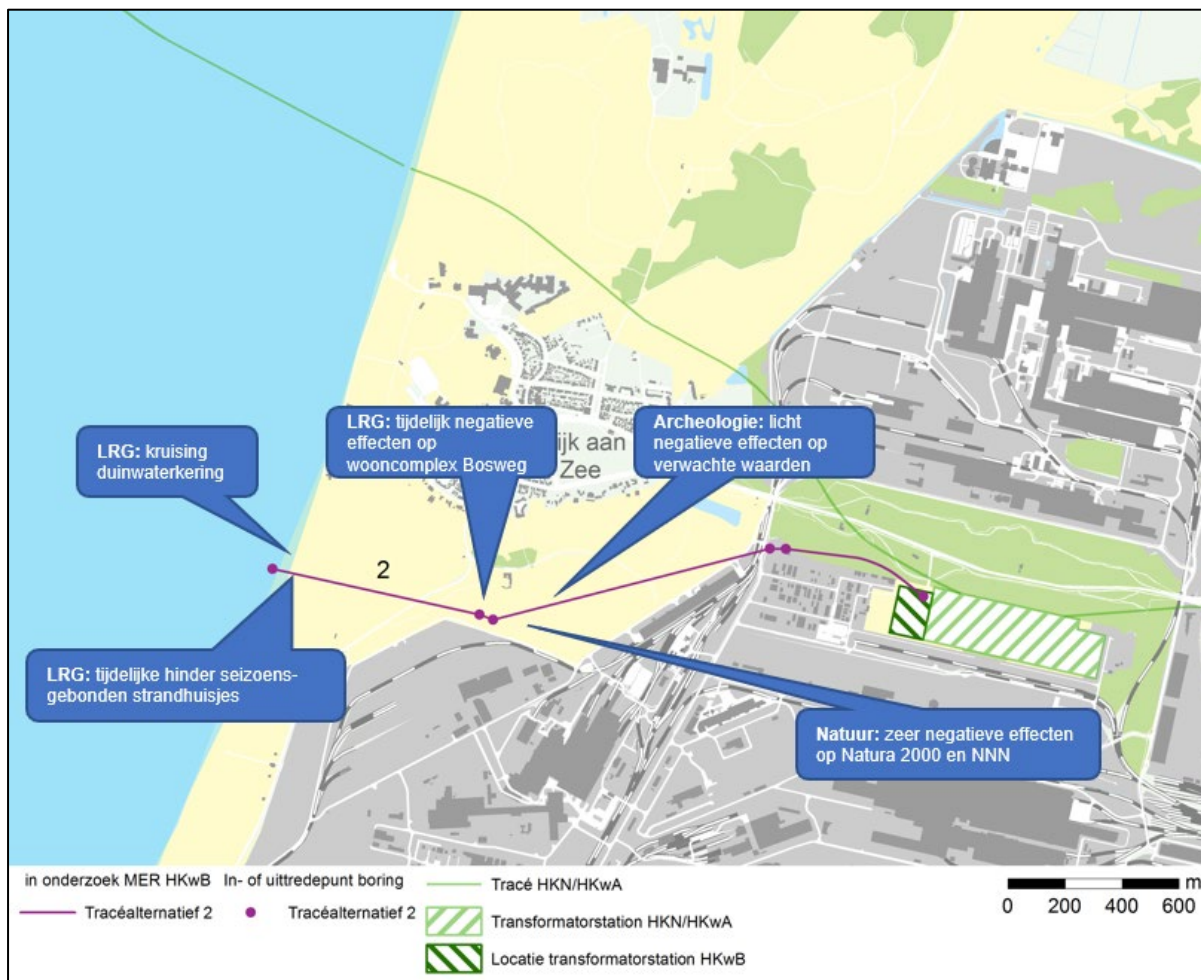 LRG: tijdelijk negatieve
effecten op
wooncomplex Bosweg
Archeologie: licht
negatieve effecten op
verwachte waarden
LRG: kruising
duinwaterkering
ijk aan
Zee
2
LRG: tijdelijke hinder seizoens-
gebonden strandhuisjes
Natuur: zeer negatieve effecten
op Natura 2000 en NNN
in onderzoek MER HKwB
In- of uittredepunt boring
Tracéalternatief 2
Tracéalternatief 2
Tracé HKN/HKwA
Transformatorstation HKN/HKwA
Locatie transformatorstation HKwB
m
0 200 400 600